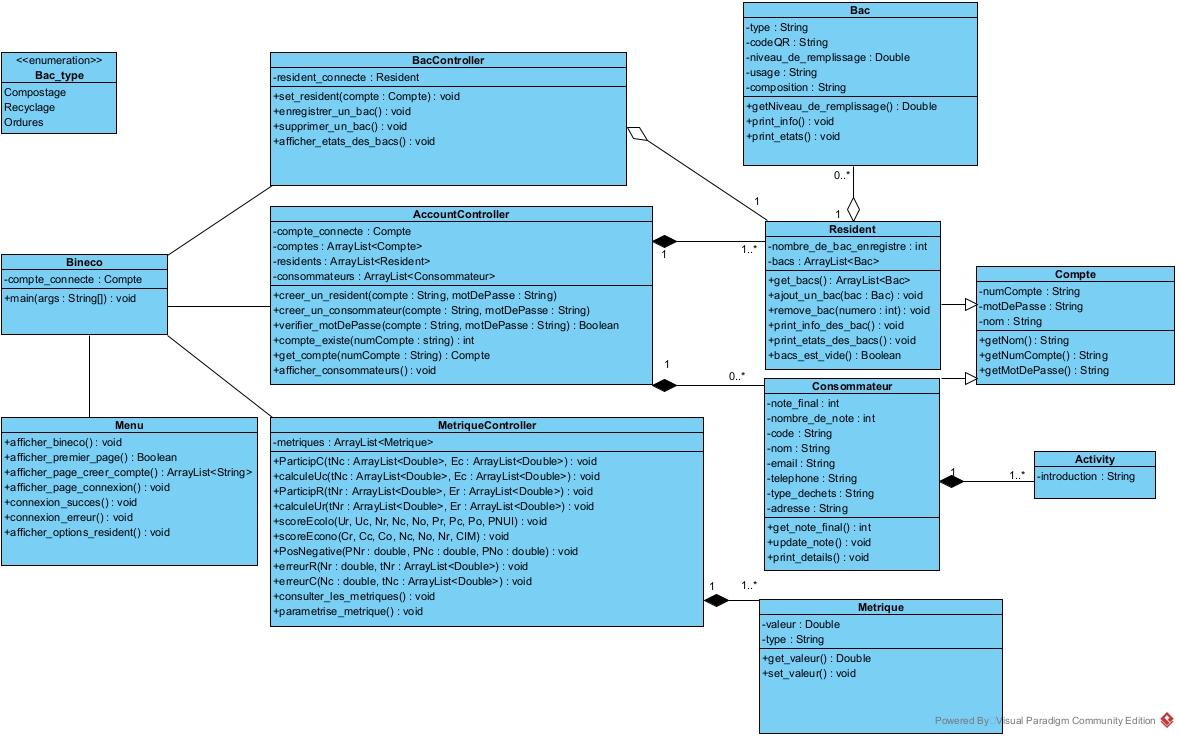 <<enumeration>>
Bac_type
Compostage
Recyclage
Ordures
BacController
-resident_connecte : Resident
+set_resident(compte : Compte) : void
+enregistrer_un_bac() : void
+supprimer_un_bac() : void
+afficher_etats_des_bacs() : void
Bac
-type : String
-codeQR : String
-niveau_de_remplissage : Double
-usage : String
-composition : String
+getNiveau_de_remplissage() : Double
+print_info() : void
+print_etats() : void
0..*
1
1
AccountController
-compte_connecte : Compte
-comptes : ArrayList<Compte>
-residents : ArrayList<Resident>
-consommateurs : ArrayList<Consommateur>
+creer_un_resident(compte : String, motDePasse : String)
+creer_un_consommateur(compte : String, motDePasse : String)
+verifier_motDePasse(compte : String, motDePasse : String) : Boolean
+compte_existe(numCompte : string) : int
+get_compte(numCompte : String) : Compte
+afficher_consommateurs() : void
1
1..*
1
0..*
Resident
-nombre_de_bac_enregistre : int
-bacs : ArrayList<Bac>
+get_bacs() : ArrayList<Bac>
+ajout_un_bac(bac : Bac) : void
+remove_bac(numero : int) : void
+print_info_des_bac() : void
+print_etats_des_bacs() : void
+bacs_est_vide() : Boolean
Compte
-numCompte : String
-motDePasse : String
-nom : String
+getNom() : String
+getNumCompte() : String
+getMotDePasse() : String
Bineco
-compte_connecte : Compte
+main(args : String[]) : void
Consommateur
-note_final : int
-nombre_de_note : int
-code : String
-nom : String
-email : String
-telephone : String
-type_dechets : String
-adresse : String
+get_note_final() : int
+update_note() : void
+print_details() : void
1
1..*
Activity
-introduction : String
Menu
+afficher_bineco() : void
+afficher_premier_page() : Boolean
+afficher_page_creer_compte() : ArrayList<String>
+afficher_page_connexion() : void
+connexion_succes() : void
+connexion_erreur() : void
+afficher_options_resident() : void
MetriqueController
-metriques : ArrayList<Metrique>
+ParticipC(tNc : ArrayList<Double>, Ec : ArrayList<Double>) : void
+calculeUc(tNc : ArrayList<Double>, Ec : ArrayList<Double>) : void
+ParticipR(tNr : ArrayList<Double>, Er : ArrayList<Double>) : void
+calculeUr(tNr : ArrayList<Double>, Er : ArrayList<Double>) : void
+scoreEcolo(Ur, Uc, Nr, Nc, No, Pr, Pc, Po, PNUI) : void
+scoreEcono(Cr, Cc, Co, Nc, No, Nr, CIM) : void
+PosNegative(PNr : double, PNc : double, PNo : double) : void
+erreurR(Nr : double, tNr : ArrayList<Double>) : void
+erreurC(Nc : double, tNc : ArrayList<Double>) : void
+consulter_les_metriques() : void
+parametrise_metrique() : void
1
1..*
Metrique
-valeur : Double
-type : String
+get_valeur() : Double
+set_valeur() : void
Powered By Visual Paradigm Community Edition